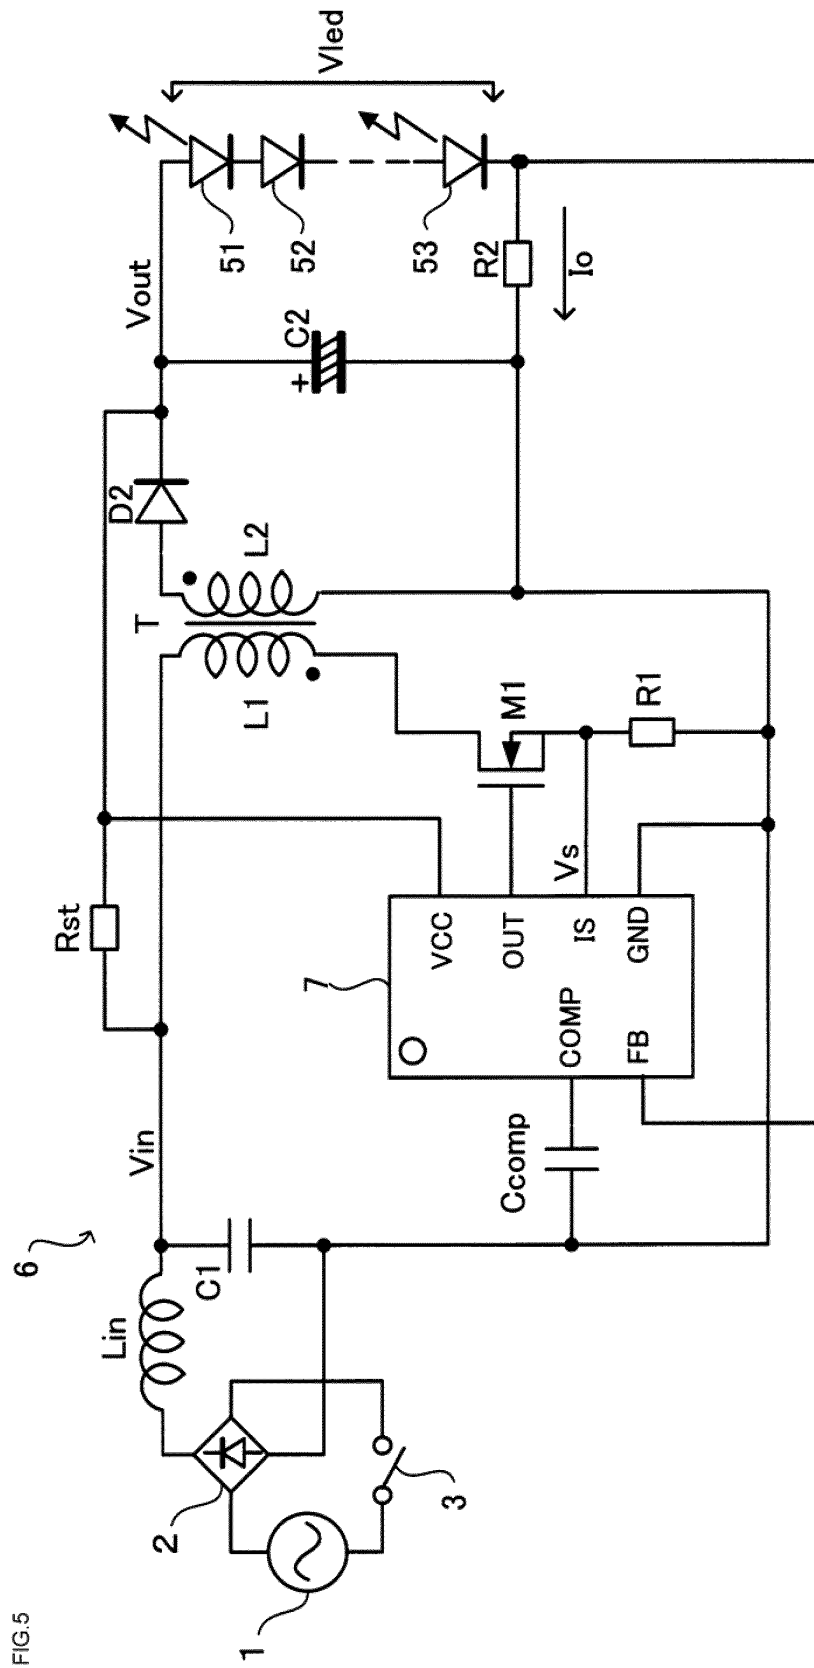 FIG.5
6
1
2
3
Lin
C1
Vin
Rst
Ccomp
7
COMP
FB
VCC
OUT
IS
GND
Vs
M1
R1
T
L1
L2
D2
Vout
C2
+
R2
Io
51
52
53
Vled